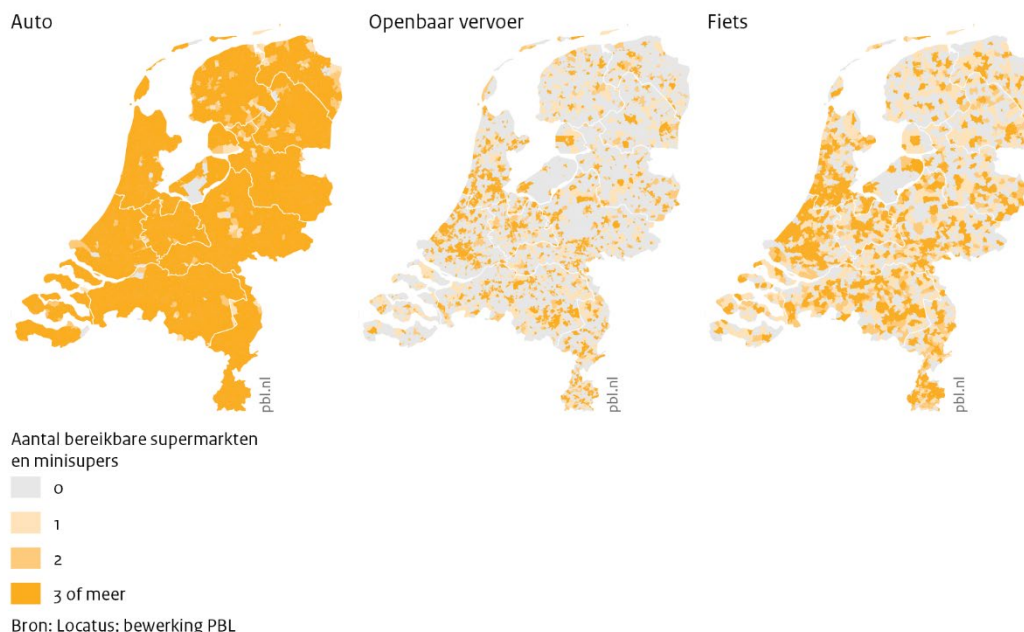 Auto
Openbaar vervoer
Fiets
pbl.nl
pbl.nl
pbl.nl
Aantal bereikbare supermarkten
en minisupers
0
1
2
3 of meer
Bron: Locatus; bewerking PBL